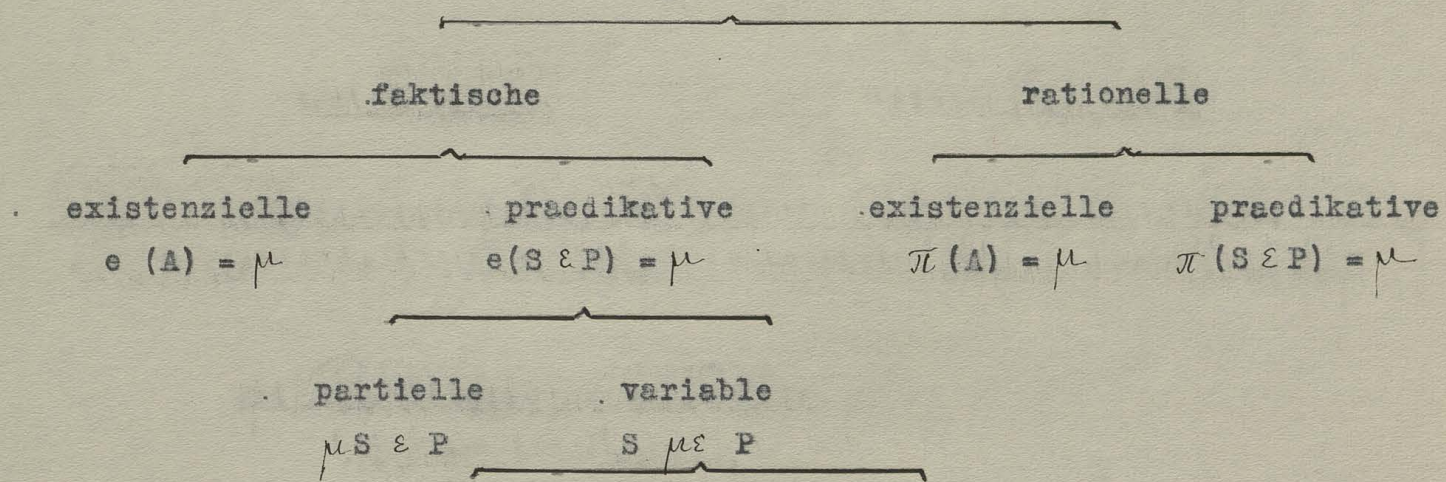 faktische rationelle
existenzielle praedikative existenzielle praedikative
e (A) = μ e(S ε P) = μ π (A) = μ π (S ε P) = μ
partielle variable
μS ε P S με P